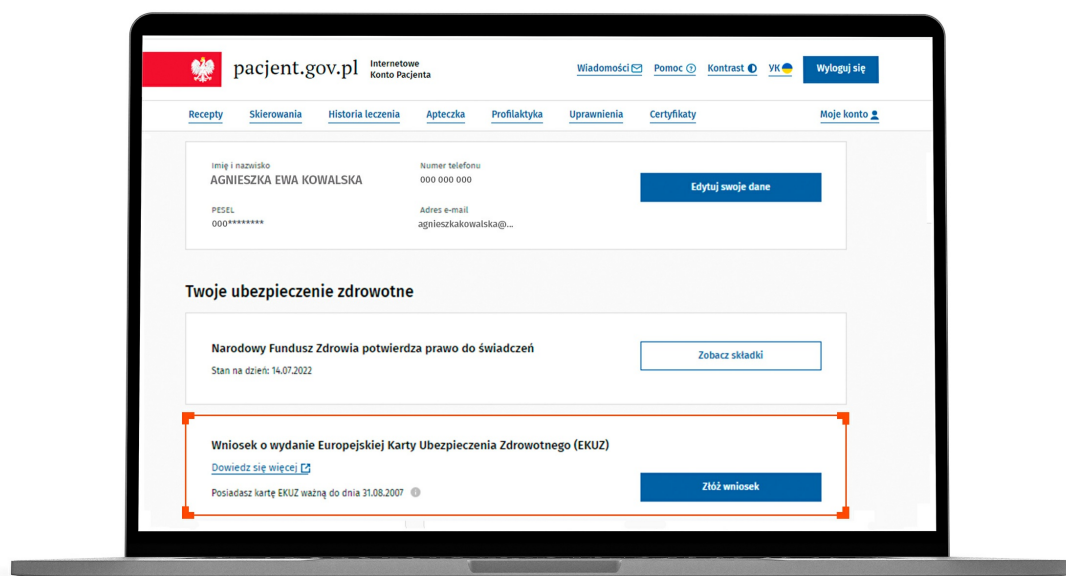 pacjent.gov.pl Internetowe Konto Pacjenta Wiadomości Pomoc Kontrast УК Wyloguj się
Recepty Skierowania Historia leczenia Apteczka Profilaktyka Uprawnienia Certyfikaty Moje konto
Imię i nazwisko Numer telefonu
AGNIESZKA EWA KOWALSKA 000 000 000
Edytuj swoje dane
PESEL Adres e-mail
000******** agnieszkakowalska@...
Twoje ubezpieczenie zdrowotne
Narodowy Fundusz Zdrowia potwierdza prawo do świadczeń
Zobacz składki
Stan na dzień: 14.07.2022
Wniosek o wydanie Europejskiej Karty Ubezpieczenia Zdrowotnego (EKUZ)
Dowiedz się więcej
Złóż wniosek
Posiadasz kartę EKUZ ważną do dnia 31.08.2007